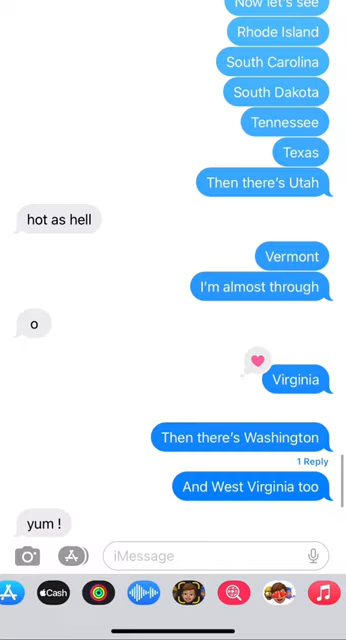 Now let's see
Rhode Island
South Carolina
South Dakota
Tennessee
Texas
Then there's Utah
hot as hell
Vermont
I'm almost through
o
Virginia
Then there's Washington
1 Reply
And West Virginia too
yum !
iMessage
Cash